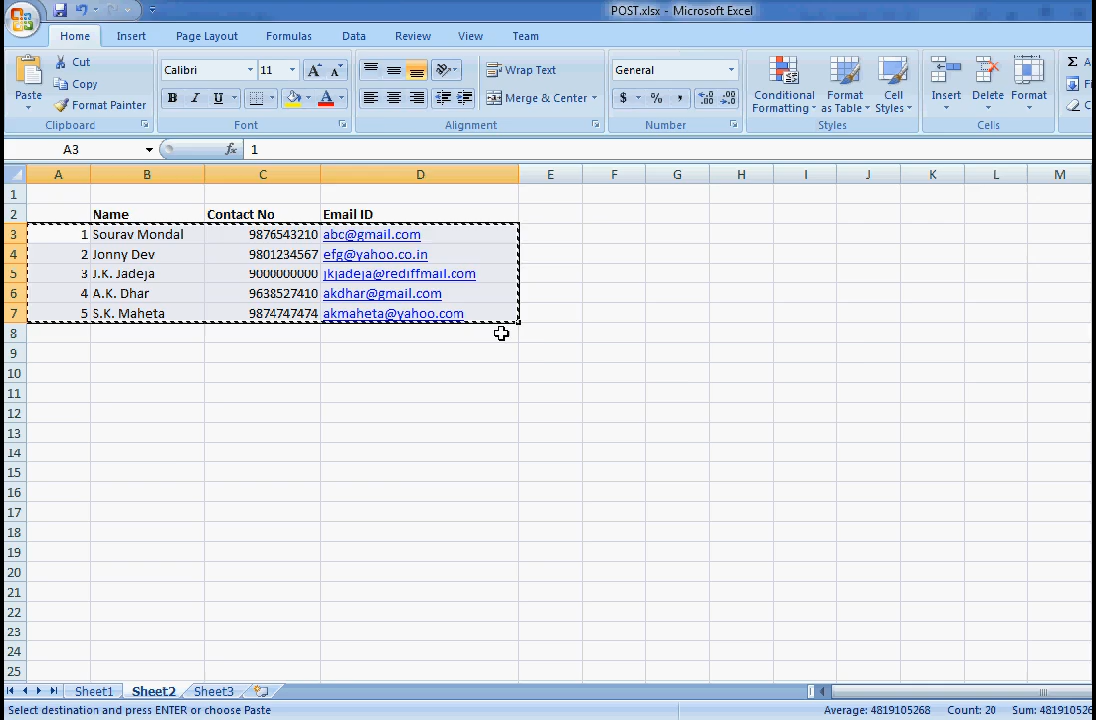 POST.xlsx - Microsoft Excel
Home Insert Page Layout Formulas Data Review View Team
Paste
Cut
Copy
Format Painter
Clipboard
Calibri 11
B I U
Font
Wrap Text
Merge & Center
Alignment
General
$ % ,
Number
Conditional Formatting
Format as Table
Cell Styles
Styles
Insert Delete Format
Cells
A3 fx 1
A B C D E F G H I J K L M
1
2 Name Contact No Email ID
3 1 Sourav Mondal 9876543210 abc@gmail.com
4 2 Jonny Dev 9801234567 efg@yahoo.co.in
5 3 J.K. Jadeja 9000000000 jkjadeja@rediffmail.com
6 4 A.K. Dhar 9638527410 akdhar@gmail.com
7 5 S.K. Maheta 9874747474 akmaheta@yahoo.com
8
9
10
11
12
13
14
15
16
17
18
19
20
21
22
23
24
25
Sheet1 Sheet2 Sheet3
Select destination and press ENTER or choose Paste Average: 4819105268 Count: 20 Sum: 481910526